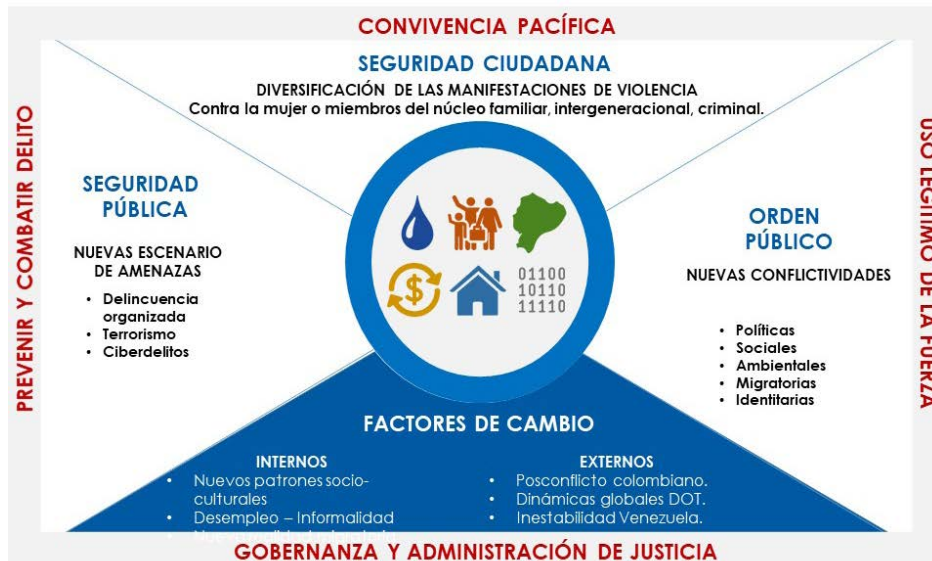 CONVIVENCIA PACÍFICA
SEGURIDAD CIUDADANA
DIVERSIFICACIÓN DE LAS MANIFESTACIONES DE VIOLENCIA
Contra la mujer o miembros del núcleo familiar, intergeneracional, criminal.
PREVENIR Y COMBATIR DELITO
SEGURIDAD
PÚBLICA
NUEVAS ESCENARIO
DE AMENAZAS
• Delincuencia
organizada
• Terrorismo
• Ciberdelitos
01100
10110
11110
ORDEN
PÚBLICO
NUEVAS CONFLICTIVIDADES
• Políticas
• Sociales
• Ambientales
• Migratorias
• Identitarias
USO LEGÍTIMO DE LA FUERZA
FACTORES DE CAMBIO
INTERNOS
• Nuevos patrones socio-
culturales
• Desempleo – Informalidad
• Nueva realidad migratoria
EXTERNOS
• Posconflicto colombiano.
• Dinámicas globales DOT.
• Inestabilidad Venezuela.
GOBERNANZA Y ADMINISTRACIÓN DE JUSTICIA